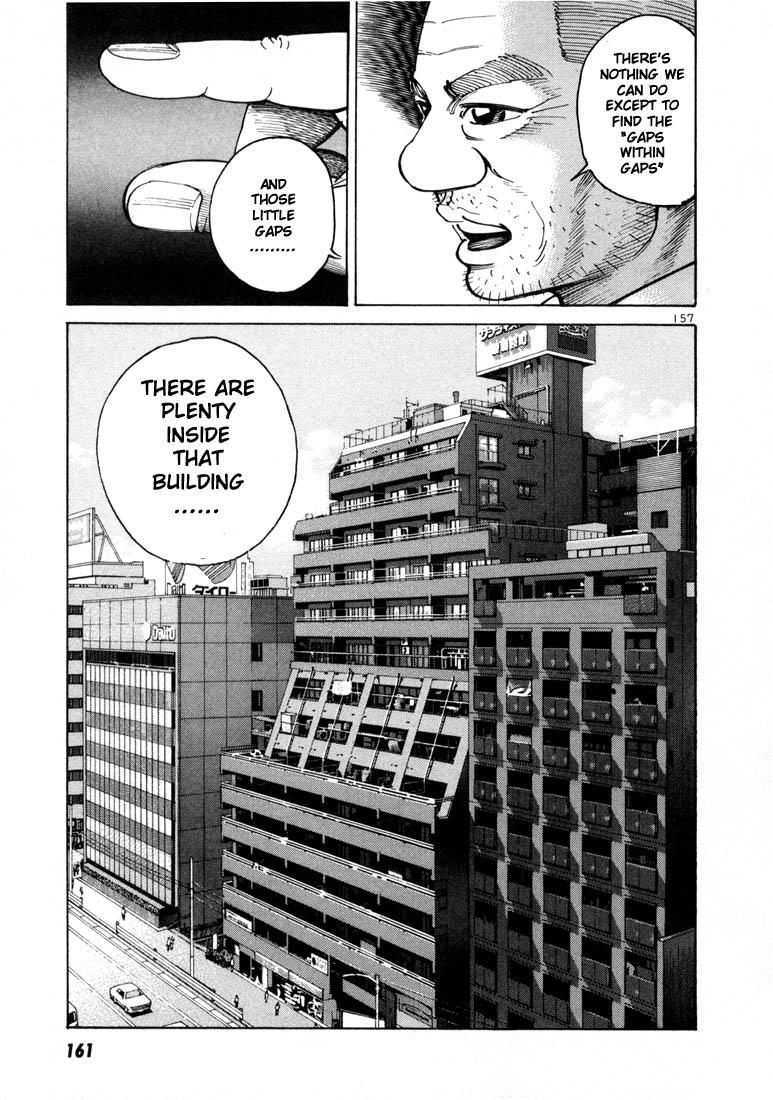 THERE'S
NOTHING WE
CAN DO
EXCEPT TO
FIND THE
"GAPS
WITHIN
GAPS"
AND
THOSE
LITTLE
GAPS
.........
157
THERE ARE
PLENTY
INSIDE
THAT
BUILDING
......
161